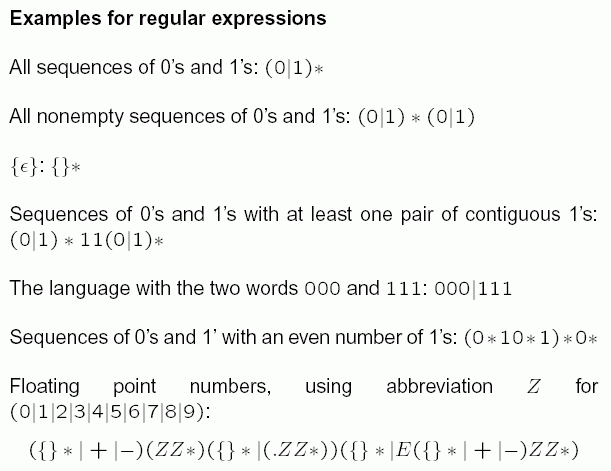 Examples for regular expressions
All sequences of 0's and 1's: (0|1)∗
All nonempty sequences of 0's and 1's: (0|1) ∗ (0|1)
{ϵ}: {}∗
Sequences of 0's and 1's with at least one pair of contiguous 1's:
(0|1) ∗ 11(0|1)∗
The language with the two words 000 and 111: 000|111
Sequences of 0's and 1' with an even number of 1's: (0∗10∗1)∗0∗
Floating point numbers, using abbreviation Z for
(0|1|2|3|4|5|6|7|8|9):
({} ∗ | + |−)(ZZ∗)({} ∗ |(.ZZ∗))({} ∗ |E({} ∗ | + |−)ZZ∗)